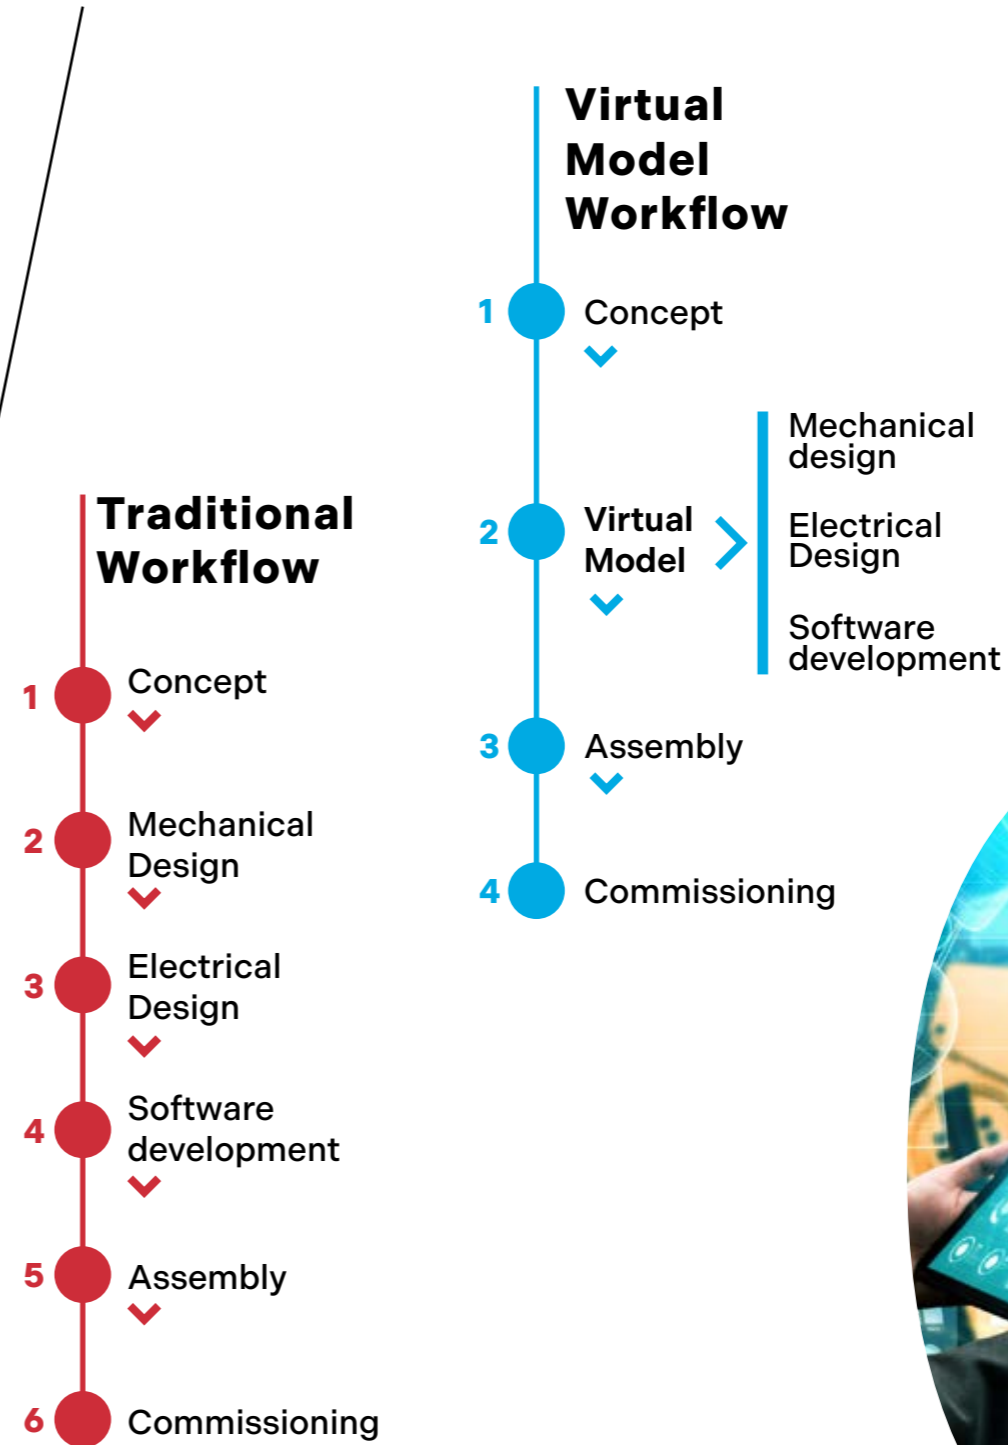 Virtual
Model
Workflow
1
Concept
2
Virtual
Model
Mechanical
design
Electrical
Design
Software
development
3
Assembly
4
Commissioning
Traditional
Workflow
1
Concept
2
Mechanical
Design
3
Electrical
Design
4
Software
development
5
Assembly
6
Commissioning